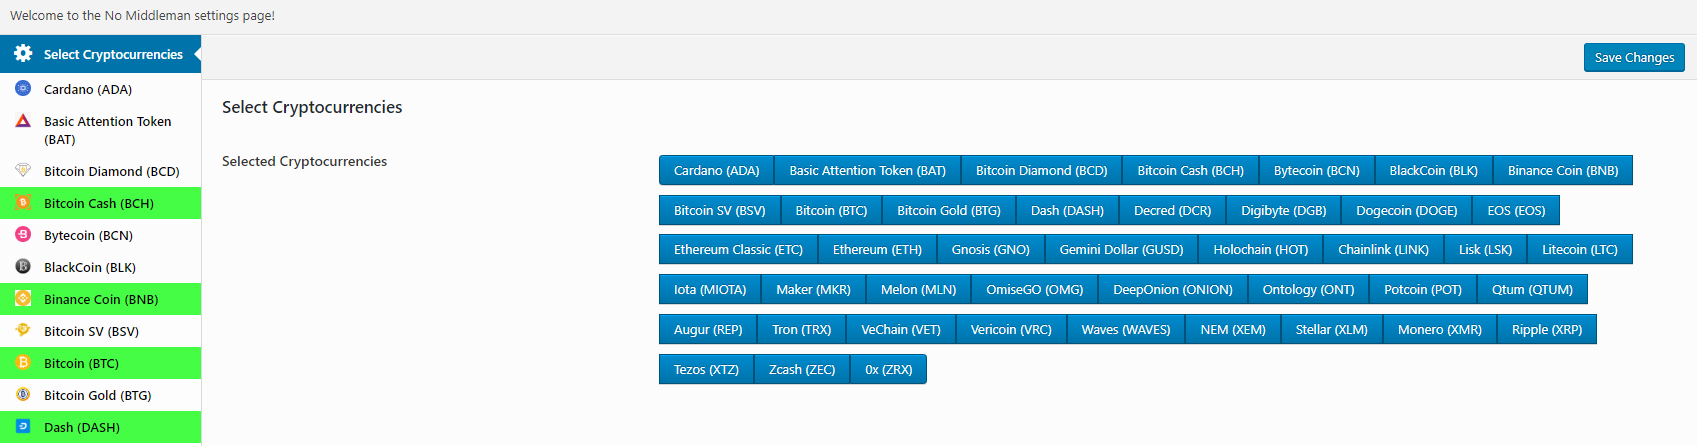 Welcome to the No Middleman settings page!
Select Cryptocurrencies
Save Changes
Cardano (ADA)
Basic Attention Token
(BAT)
Bitcoin Diamond (BCD)
Bitcoin Cash (BCH)
Bytecoin (BCN)
BlackCoin (BLK)
Binance Coin (BNB)
Bitcoin SV (BSV)
Bitcoin (BTC)
Bitcoin Gold (BTG)
Dash (DASH)
Select Cryptocurrencies
Selected Cryptocurrencies
Cardano (ADA) Basic Attention Token (BAT) Bitcoin Diamond (BCD) Bitcoin Cash (BCH) Bytecoin (BCN) BlackCoin (BLK) Binance Coin (BNB)
Bitcoin SV (BSV) Bitcoin (BTC) Bitcoin Gold (BTG) Dash (DASH) Decred (DCR) Digibyte (DGB) Dogecoin (DOGE) EOS (EOS)
Ethereum Classic (ETC) Ethereum (ETH) Gnosis (GNO) Gemini Dollar (GUSD) Holochain (HOT) Chainlink (LINK) Lisk (LSK) Litecoin (LTC)
Iota (MIOTA) Maker (MKR) Melon (MLN) OmiseGO (OMG) DeepOnion (ONION) Ontology (ONT) Potcoin (POT) Qtum (QTUM)
Augur (REP) Tron (TRX) VeChain (VET) Vericoin (VRC) Waves (WAVES) NEM (XEM) Stellar (XLM) Monero (XMR) Ripple (XRP)
Tezos (XTZ) Zcash (ZEC) 0x (ZRX)